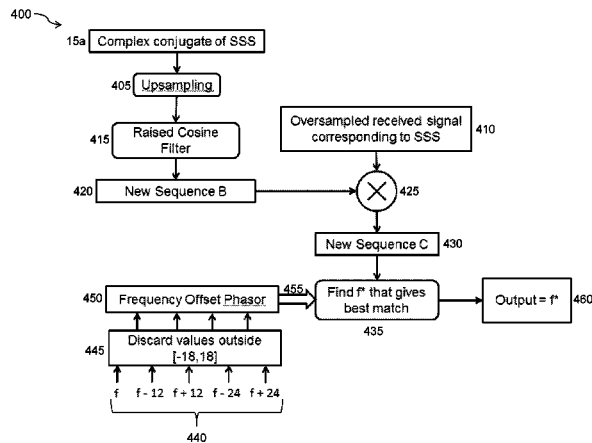 400
15a
Complex conjugate of SSS
405
Upsampling
415
Raised Cosine
Filter
Oversampled received signal
corresponding to SSS
410
420
New Sequence B
425
New Sequence C
430
450
Frequency Offset Phasor
455
Find f* that gives
best match
435
Output = f*
460
445
Discard values outside
[-18,18]
f
f - 12
f + 12
f - 24
f + 24
440